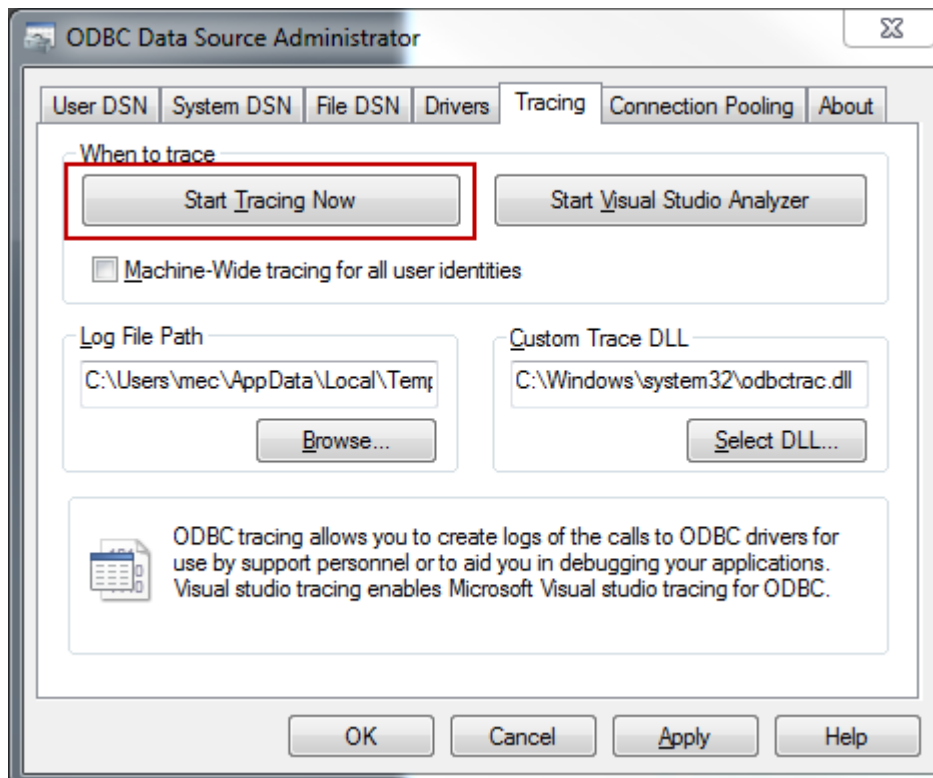 ODBC Data Source Administrator
User DSN System DSN File DSN Drivers Tracing Connection Pooling About
When to trace
Start Tracing Now Start Visual Studio Analyzer
Machine-Wide tracing for all user identities
Log File Path Custom Trace DLL
C:\Users\mec\AppData\Local\Temp C:\Windows\system32\odbctrac.dll
Browse... Select DLL...
ODBC tracing allows you to create logs of the calls to ODBC drivers for
use by support personnel or to aid you in debugging your applications.
Visual studio tracing enables Microsoft Visual studio tracing for ODBC.
OK Cancel Apply Help